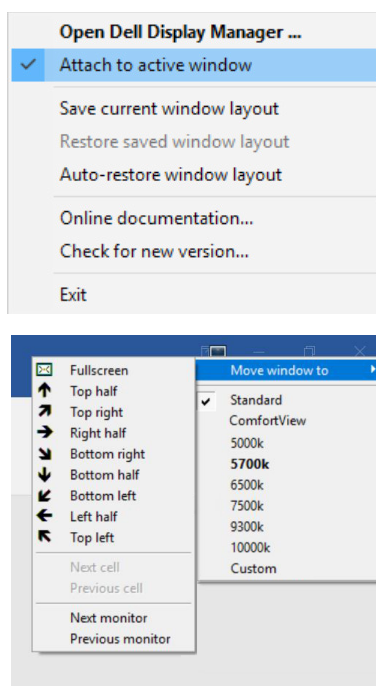 Open Dell Display Manager ...
Attach to active window
Save current window layout
Restore saved window layout
Auto-restore window layout
Online documentation...
Check for new version...
Exit
Fullscreen
Top half
Top right
Right half
Bottom right
Bottom half
Bottom left
Left half
Top left
Next cell
Previous cell
Next monitor
Previous monitor
Move window to
Standard
ComfortView
5000k
5700k
6500k
7500k
9300k
10000k
Custom